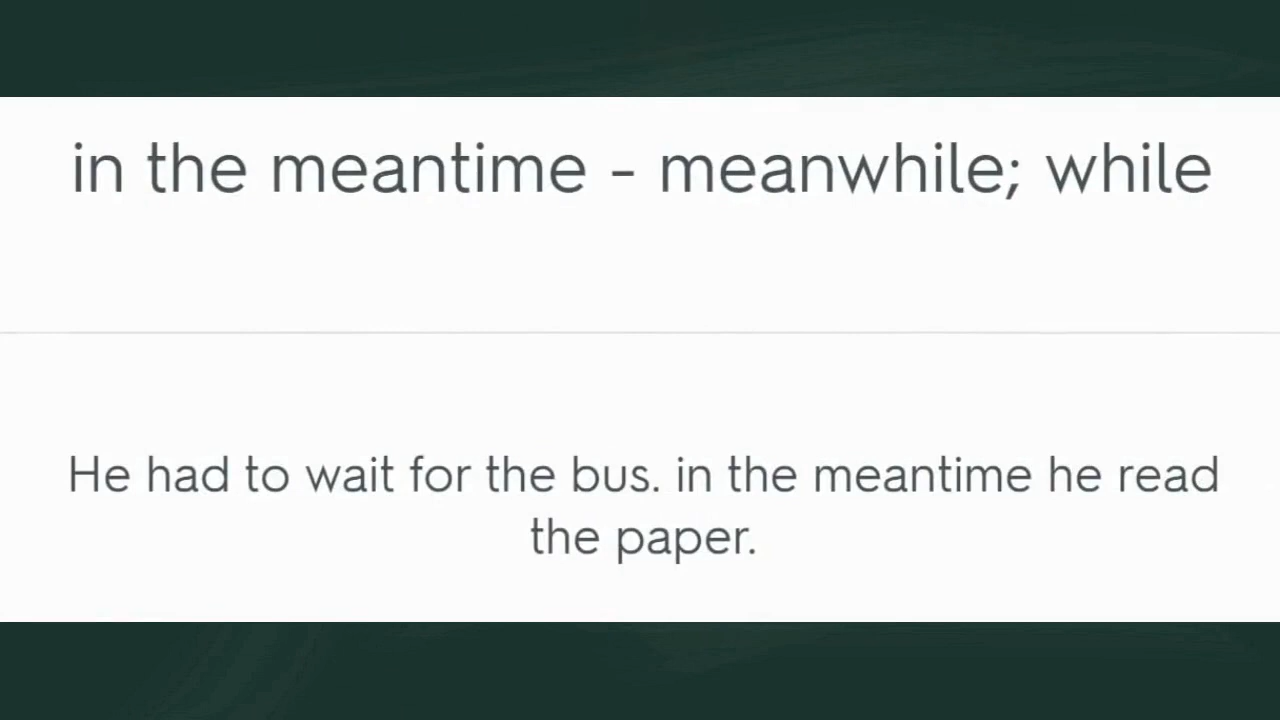 in the meantime - meanwhile; while
He had to wait for the bus. in the meantime he read
the paper.